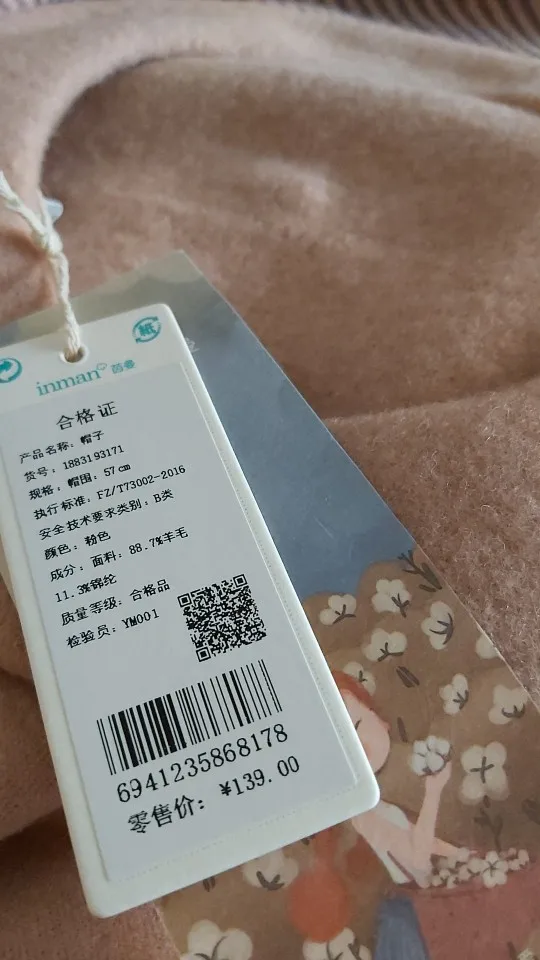 紙
inman 茵曼
合格证
产品名称：帽子
货号：1883193171
规格：帽围：57cm
执行标准：FZ/T73002-2016
安全技术要求类别：B类
颜色：粉色
成分：面料：88.7%羊毛
11.3%锦纶
质量等级：合格品
检验员：YM001
6941235868178
零售价：¥139.00